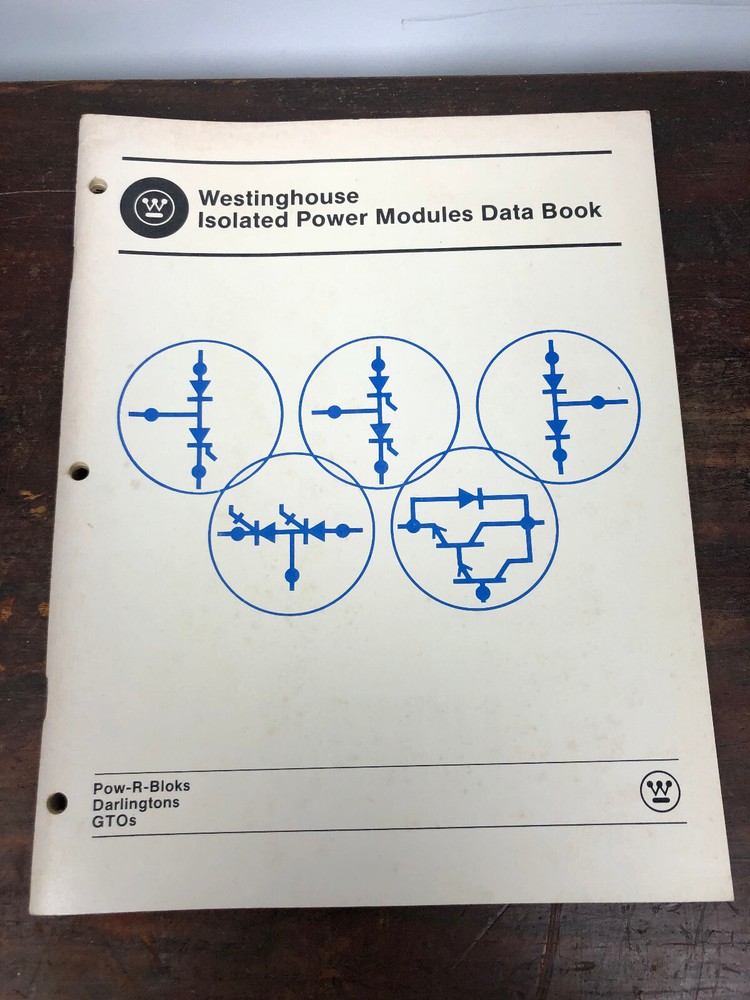 Westinghouse
Isolated Power Modules Data Book
Pow-R-Bloks
Darlingtons
GTOs